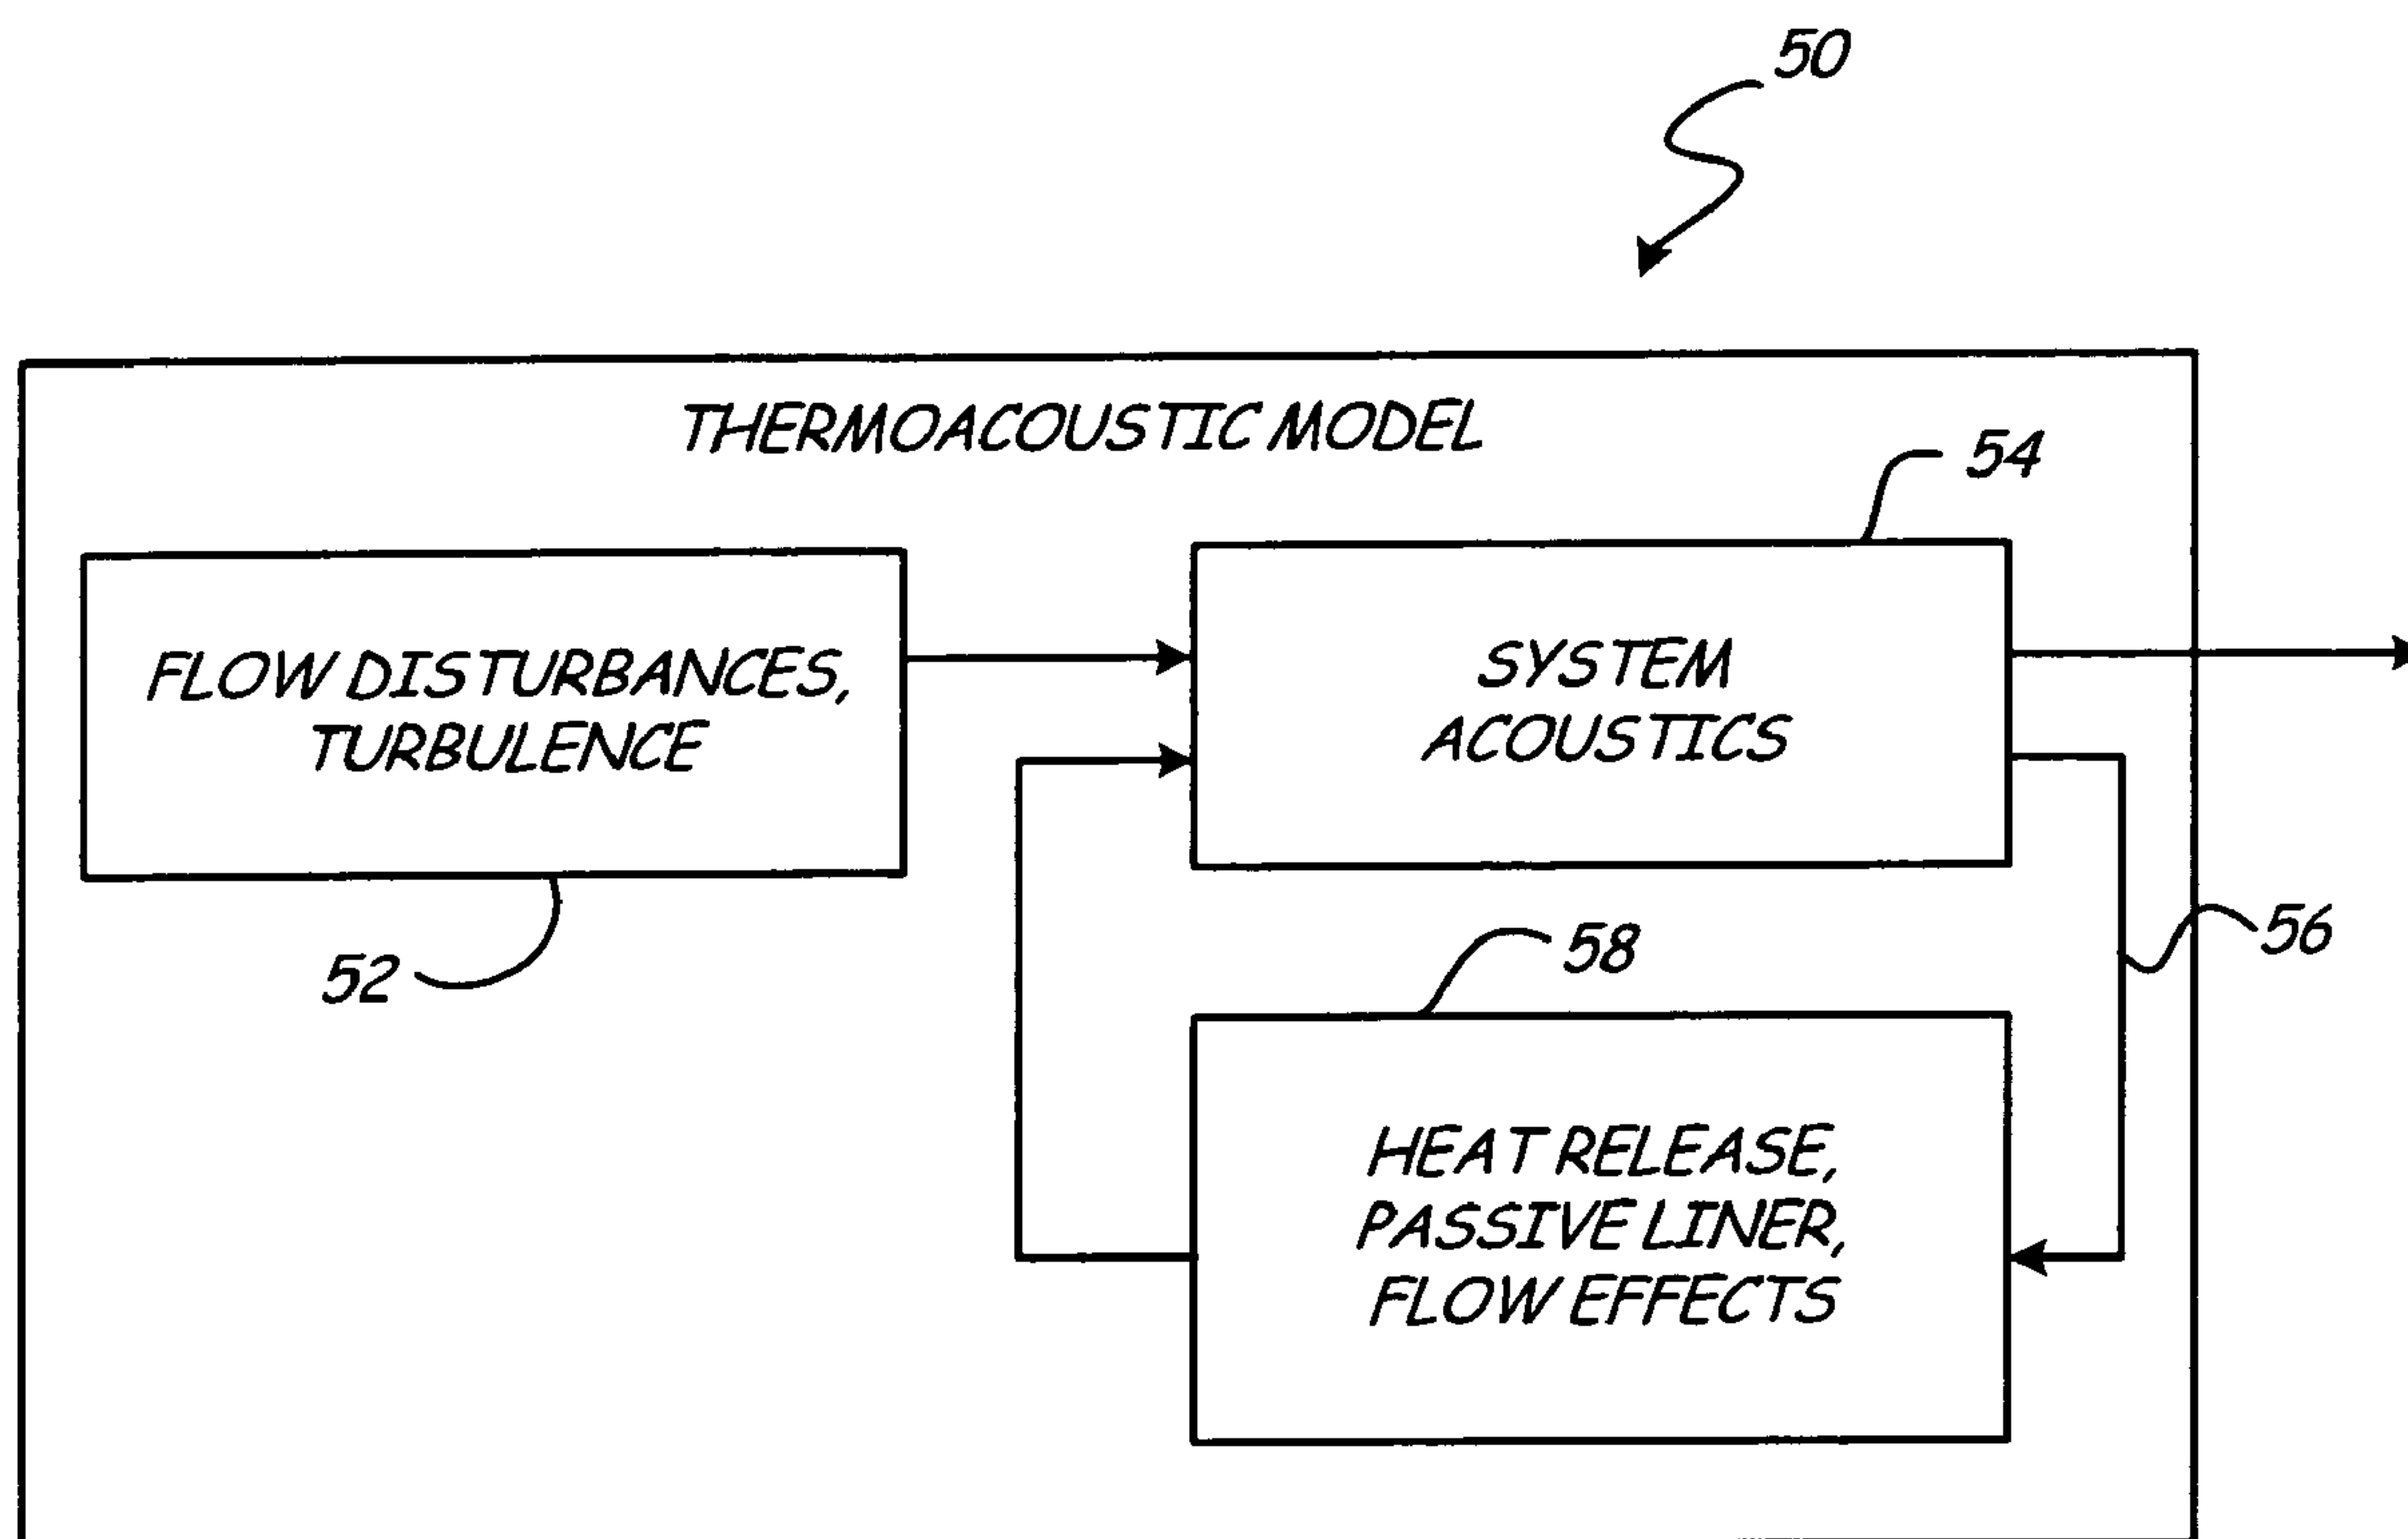 50
THERMOACOUSTIC MODEL
54
FLOW DISTURBANCES,
TURBULENCE
SYSTEM
ACOUSTICS
52
58
56
HEAT RELEASE,
PASSIVE LINER,
FLOW EFFECTS